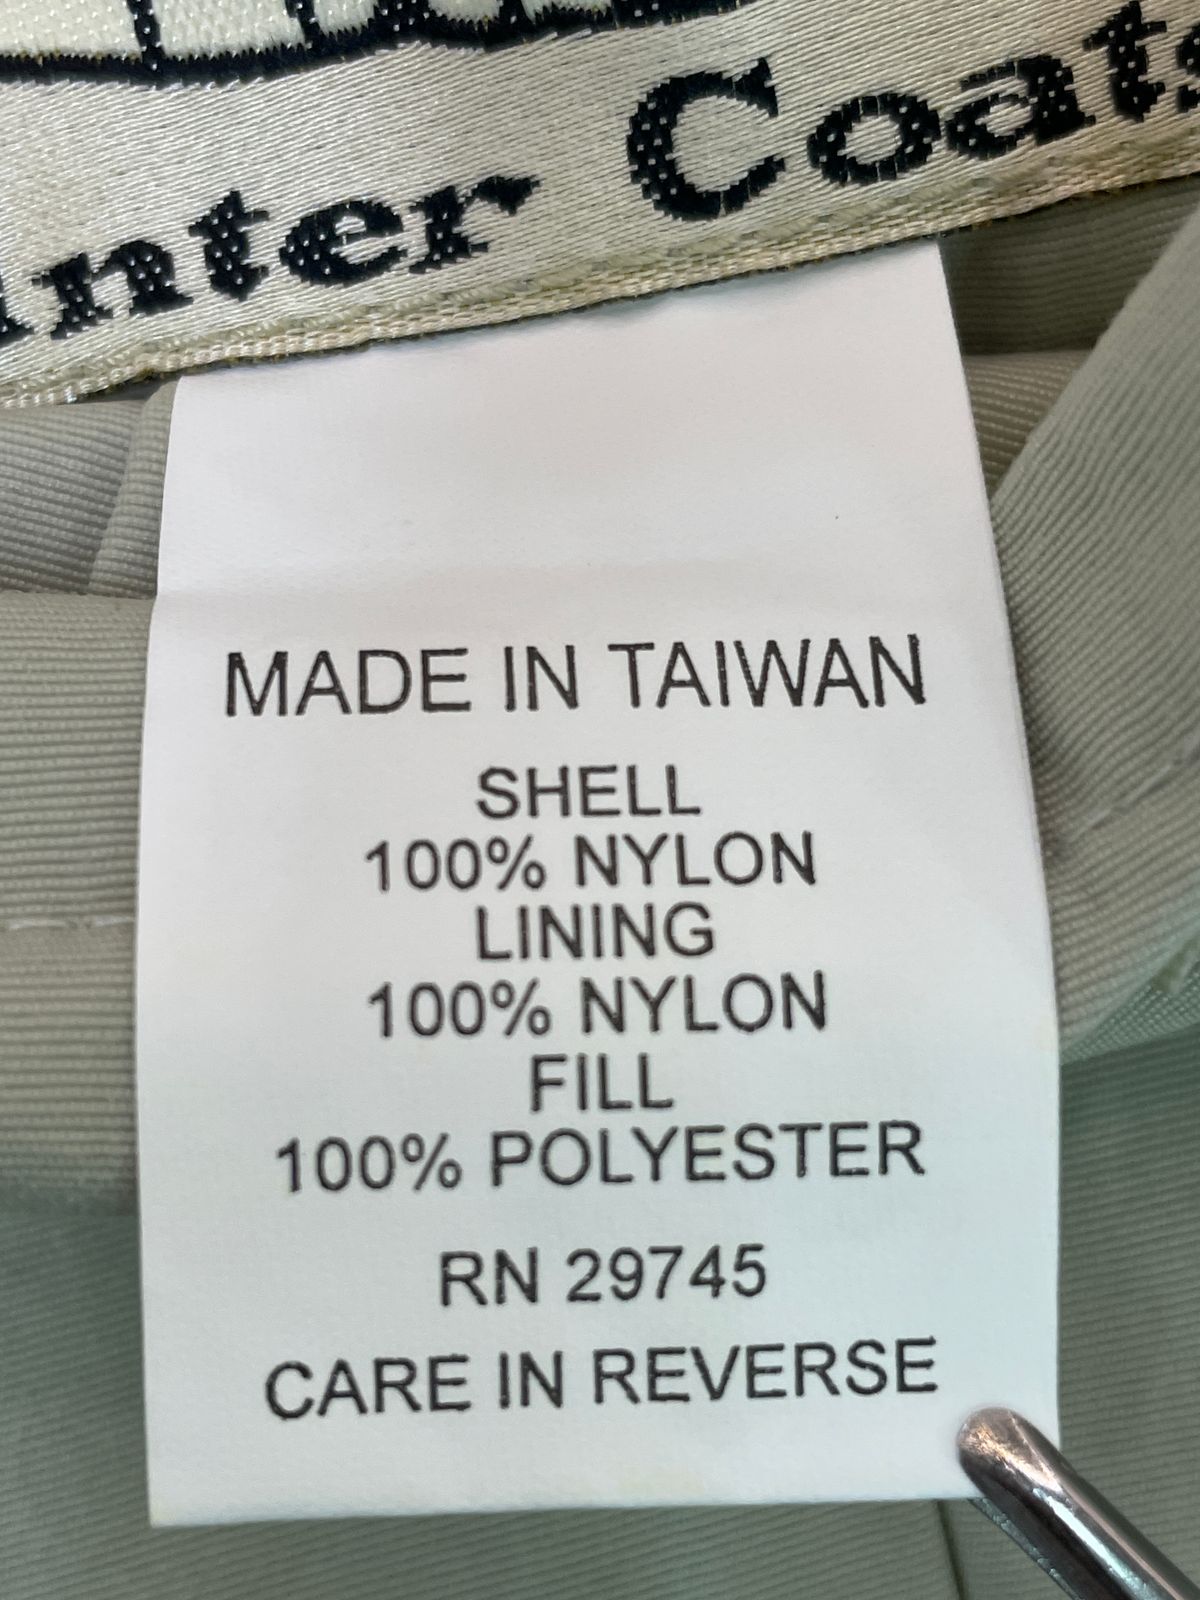 Coats
MADE IN TAIWAN
SHELL
100% NYLON
LINING
100% NYLON
FILL
100% POLYESTER
RN 29745
CARE IN REVERSE